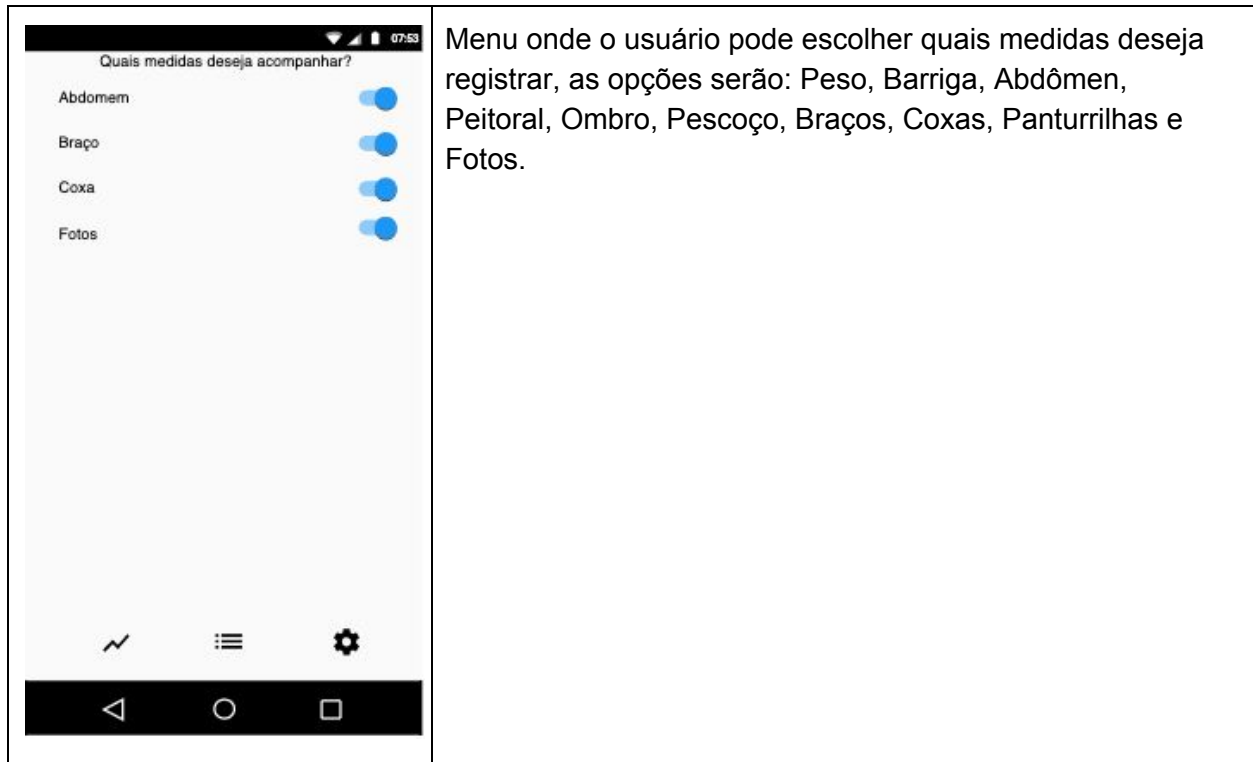 07:53
Quais medidas deseja acompanhar?
Abdomem
Braço
Coxa
Fotos
Menu onde o usuário pode escolher quais medidas deseja
registrar, as opções serão: Peso, Barriga, Abdômen,
Peitoral, Ombro, Pescoço, Braços, Coxas, Panturrilhas e
Fotos.